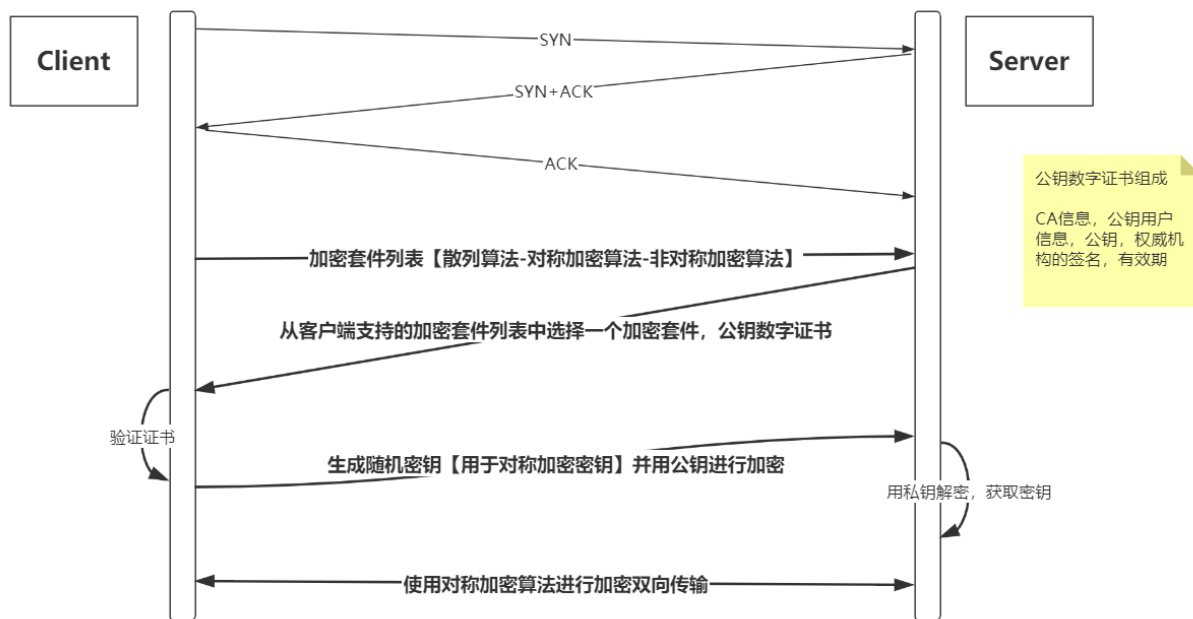 Client
Server
SYN
SYN+ACK
ACK
公钥数字证书组成
CA信息，公钥用户
信息，公钥，权威机
构的签名，有效期
加密套件列表【散列算法-对称加密算法-非对称加密算法】
从客户端支持的加密套件列表中选择一个加密套件，公钥数字证书
验证证书
生成随机密钥【用于对称加密密钥】并用公钥进行加密
用私钥解密，获取密钥
使用对称加密算法进行加密双向传输